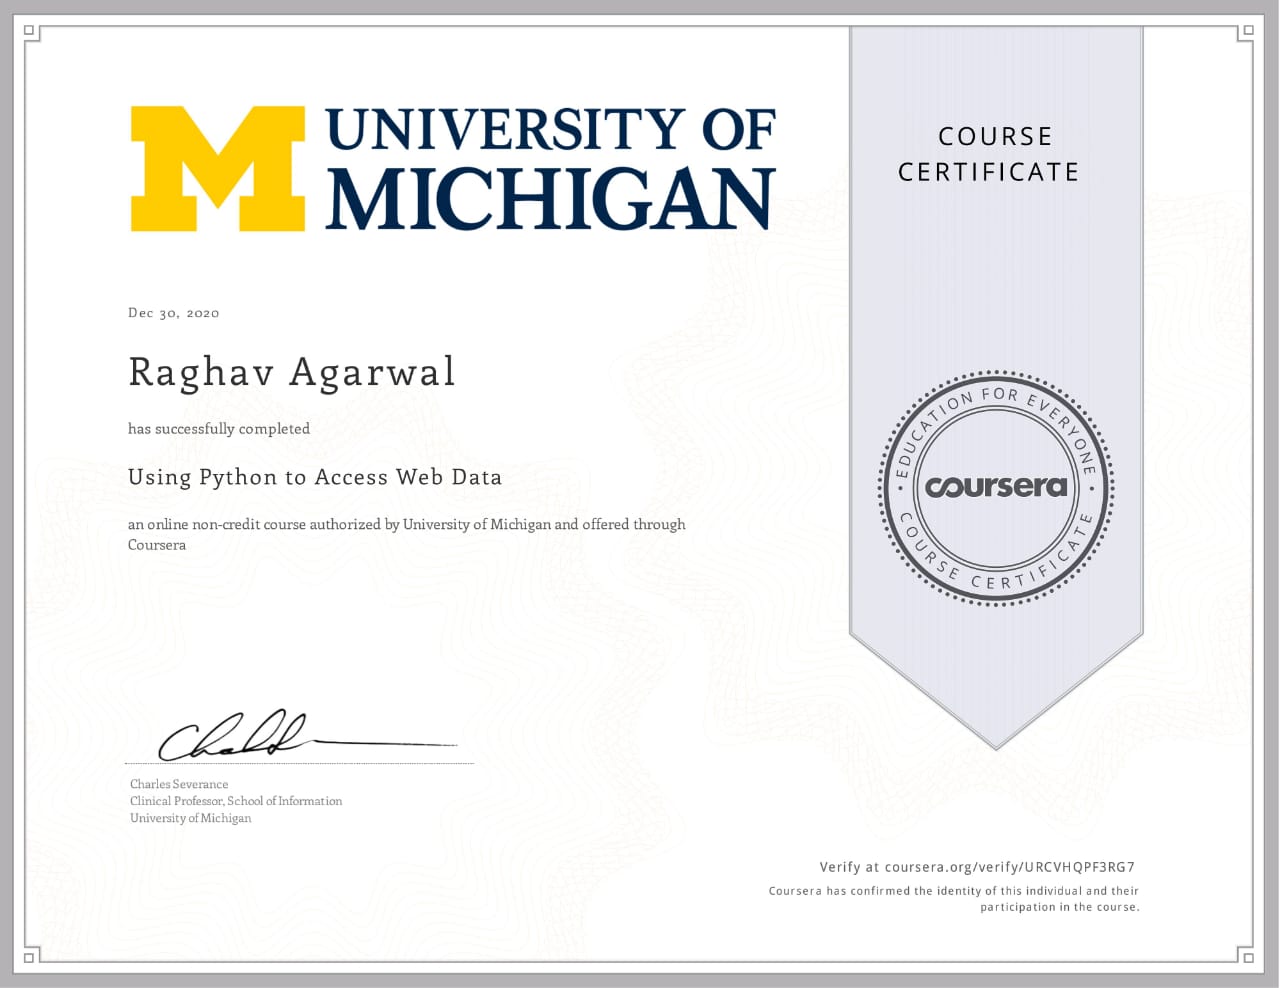 UNIVERSITY OF
MICHIGAN
COURSE
CERTIFICATE
Dec 30, 2020
Raghav Agarwal
has successfully completed
Using Python to Access Web Data
an online non-credit course authorized by University of Michigan and offered through
Coursera
EDUCATION FOR EVERYONE
coursera
COURSE CERTIFICATE
Charles Severance
Clinical Professor, School of Information
University of Michigan
Verify at coursera.org/verify/URCVHQPF3RG7
Coursera has confirmed the identity of this individual and their
participation in the course.